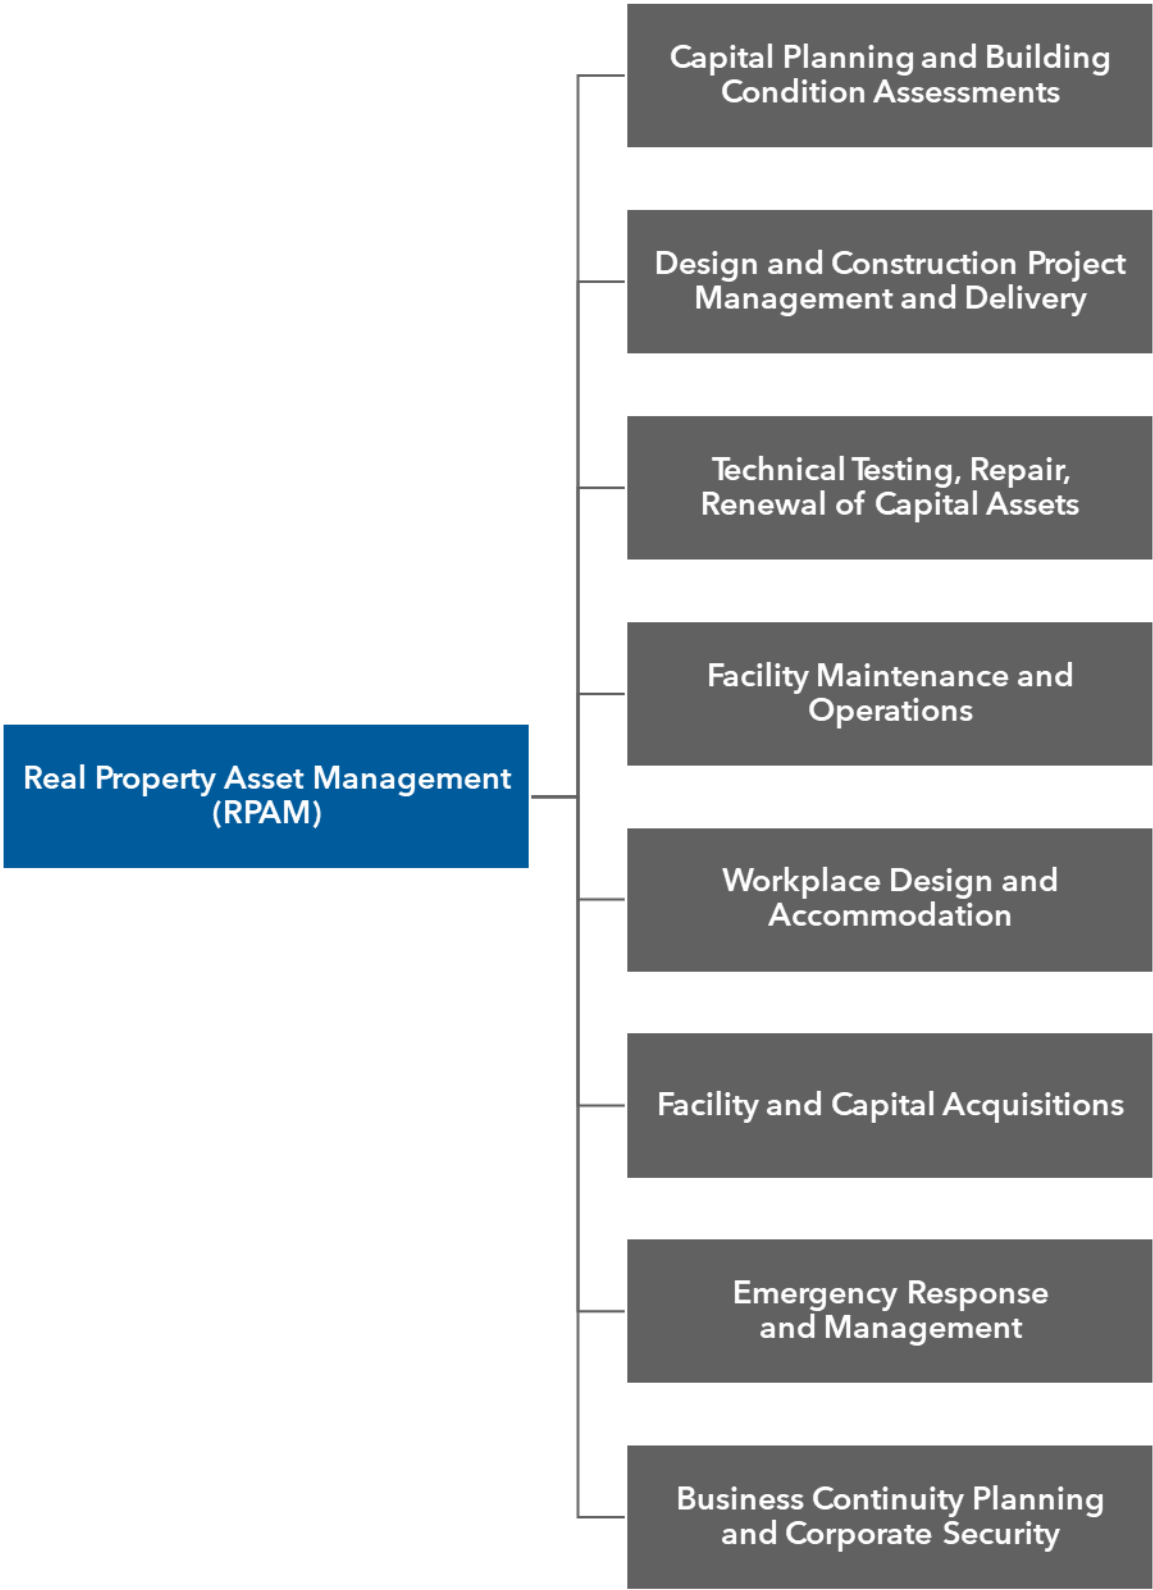 Capital Planning and Building
Condition Assessments
Design and Construction Project
Management and Delivery
Technical Testing, Repair,
Renewal of Capital Assets
Facility Maintenance and
Operations
Real Property Asset Management
(RPAM)
Workplace Design and
Accommodation
Facility and Capital Acquisitions
Emergency Response
and Management
Business Continuity Planning
and Corporate Security